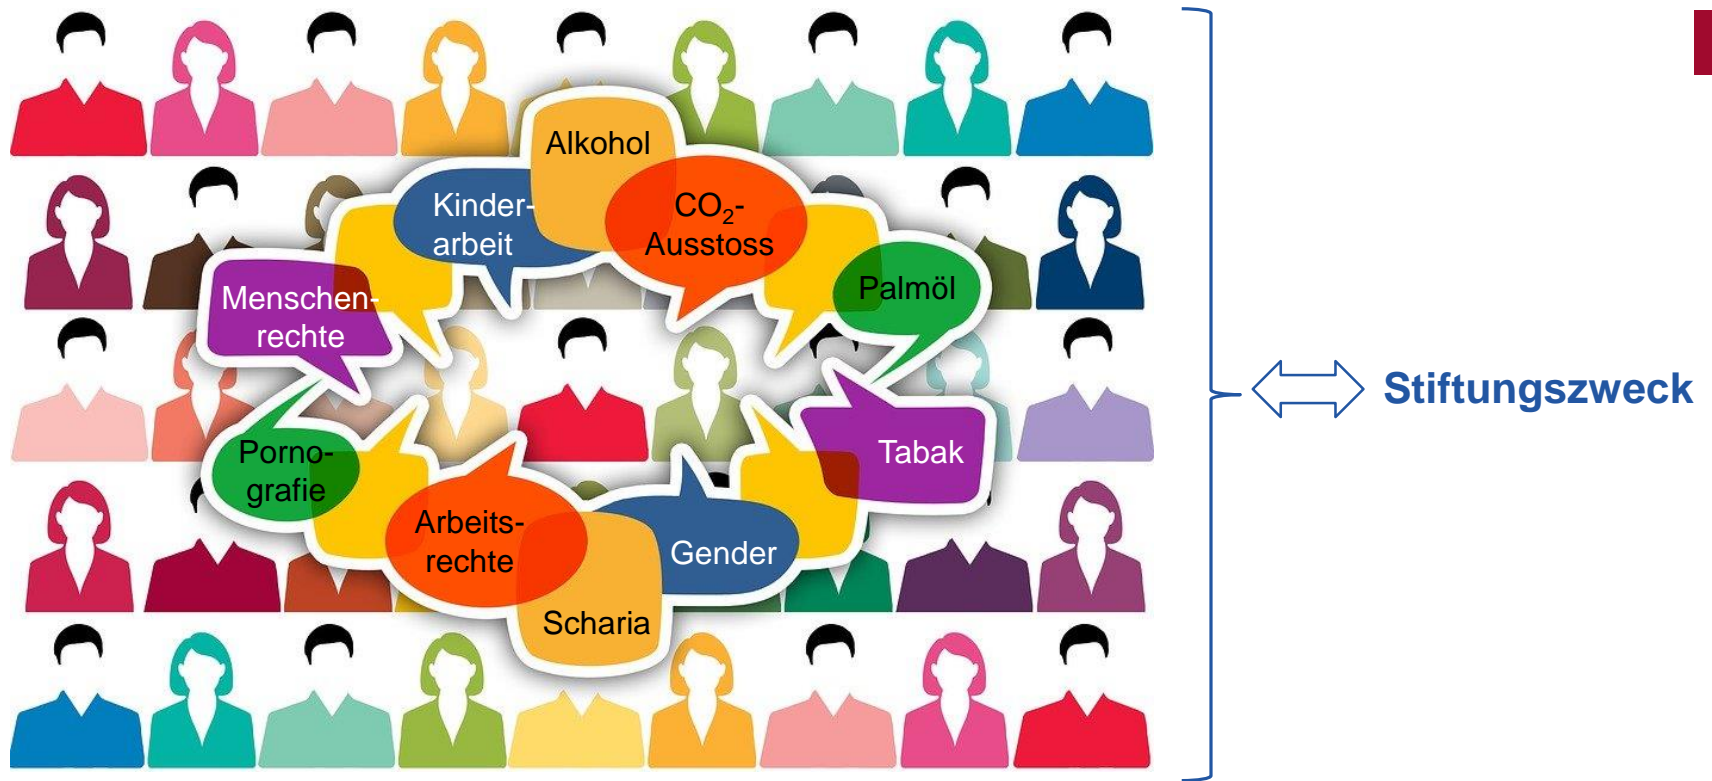 Alkohol
Kinder-
arbeit
CO₂-
Ausstoss
Palmöl
Menschen-
rechte
Stiftungszweck
Porno-
grafie
Tabak
Arbeits-
rechte
Gender
Scharia